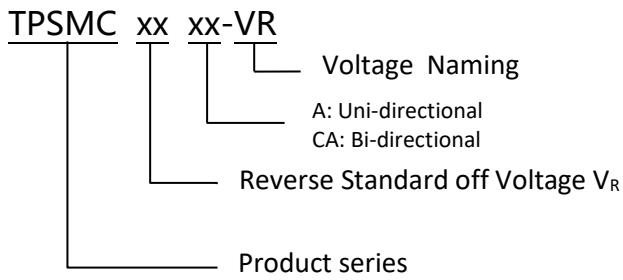 TPSMC xx xx-VR
Voltage Naming
A: Uni-directional
CA: Bi-directional
Reverse Standard off Voltage VR
Product series